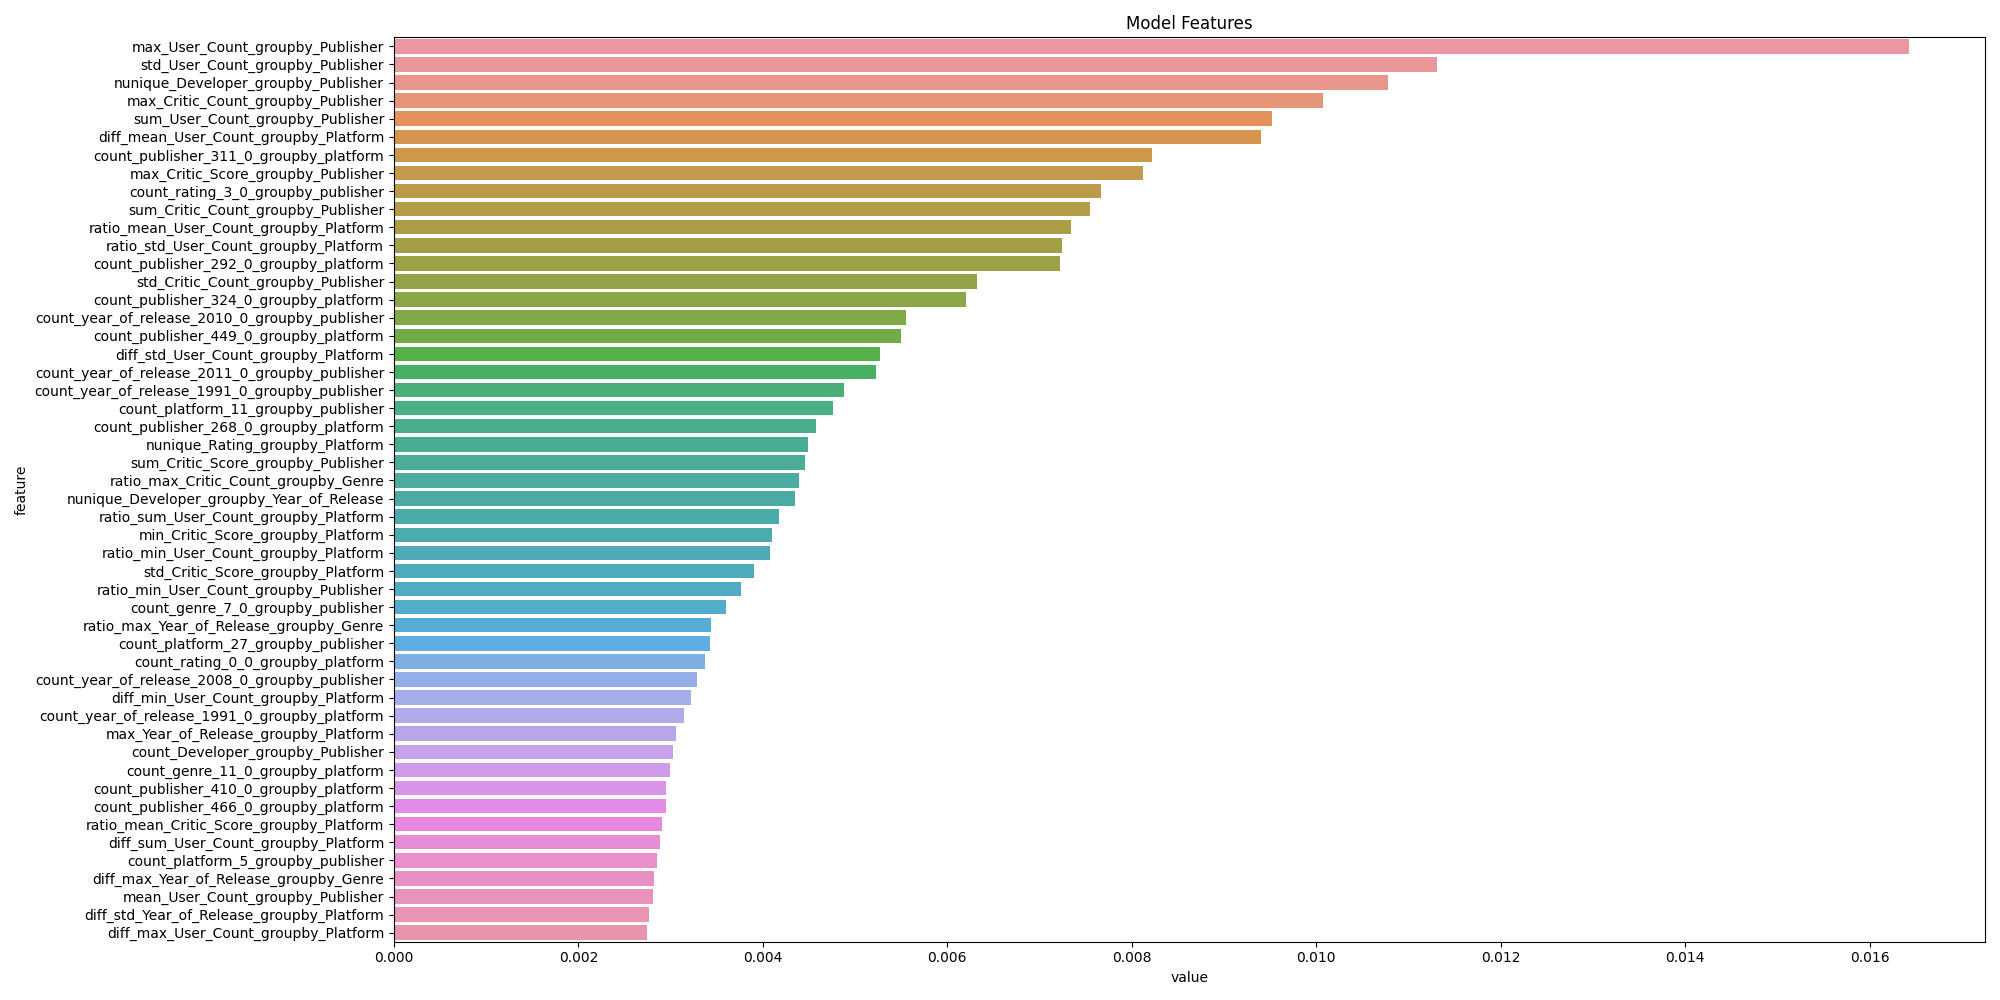 Model Features
max_User_Count_groupby_Publisher
std_User_Count_groupby_Publisher
nunique_Developer_groupby_Publisher
max_Critic_Count_groupby_Publisher
sum_User_Count_groupby_Publisher
diff_mean_User_Count_groupby_Platform
count_publisher_311_0_groupby_platform
max_Critic_Score_groupby_Publisher
count_rating_3_0_groupby_publisher
sum_Critic_Count_groupby_Publisher
ratio_mean_User_Count_groupby_Platform
ratio_std_User_Count_groupby_Platform
count_publisher_292_0_groupby_platform
std_Critic_Count_groupby_Publisher
count_publisher_324_0_groupby_platform
count_year_of_release_2010_0_groupby_publisher
count_publisher_449_0_groupby_platform
diff_std_User_Count_groupby_Platform
count_year_of_release_2011_0_groupby_publisher
count_year_of_release_1991_0_groupby_publisher
count_platform_11_groupby_publisher
count_publisher_268_0_groupby_platform
nunique_Rating_groupby_Platform
sum_Critic_Score_groupby_Publisher
ratio_max_Critic_Count_groupby_Genre
nunique_Developer_groupby_Year_of_Release
ratio_sum_User_Count_groupby_Platform
min_Critic_Score_groupby_Platform
ratio_min_User_Count_groupby_Platform
std_Critic_Score_groupby_Platform
ratio_min_User_Count_groupby_Publisher
count_genre_7_0_groupby_publisher
ratio_max_Year_of_Release_groupby_Genre
count_platform_27_groupby_publisher
count_rating_0_0_groupby_platform
count_year_of_release_2008_0_groupby_publisher
diff_min_User_Count_groupby_Platform
count_year_of_release_1991_0_groupby_platform
max_Year_of_Release_groupby_Platform
count_Developer_groupby_Publisher
count_genre_11_0_groupby_platform
count_publisher_410_0_groupby_platform
count_publisher_466_0_groupby_platform
ratio_mean_Critic_Score_groupby_Platform
diff_sum_User_Count_groupby_Platform
count_platform_5_groupby_publisher
diff_max_Year_of_Release_groupby_Genre
mean_User_Count_groupby_Publisher
diff_std_Year_of_Release_groupby_Platform
diff_max_User_Count_groupby_Platform
feature
0.000 0.002 0.004 0.006 0.008 0.010 0.012 0.014 0.016
value